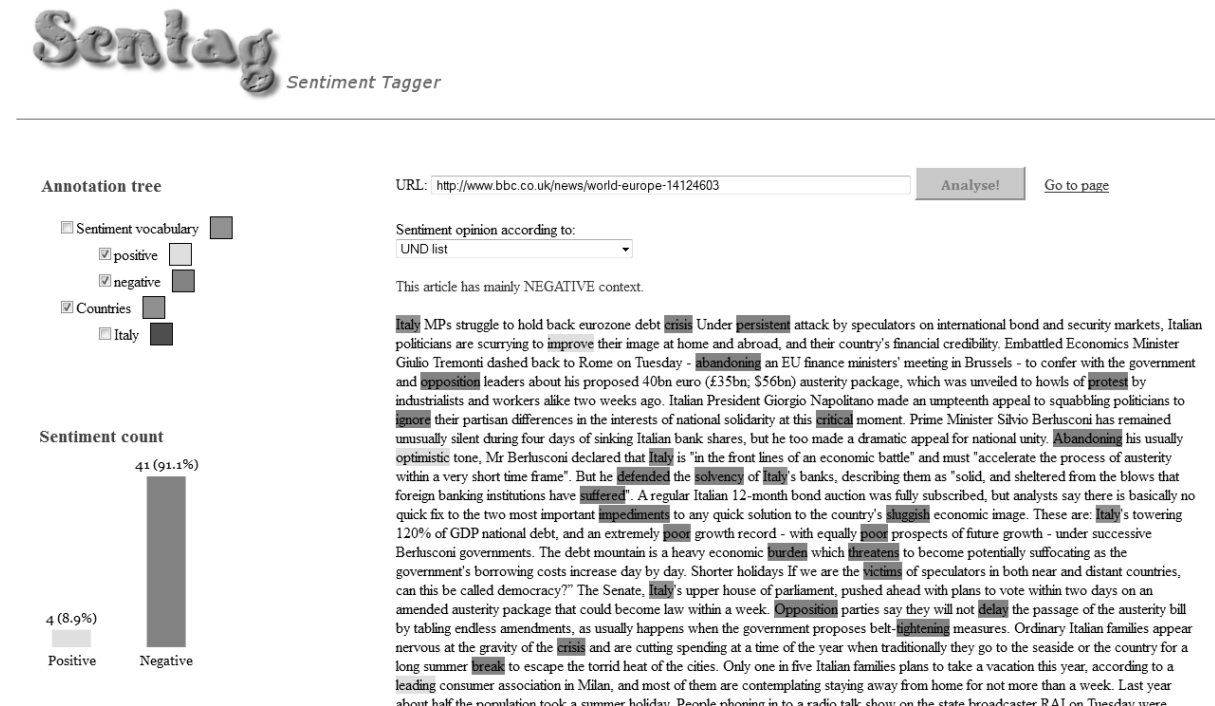 Sentag
Sentiment Tagger
Annotation tree
Sentiment vocabulary
positive
negative
Countries
Italy
Sentiment count
41 (91.1%)
4 (8.9%)
Positive
Negative
URL: http://www.bbc.co.uk/news/world-europe-14124603 Analyse! Go to page
Sentiment opinion according to:
UND list
This article has mainly NEGATIVE context.
Italy MPs struggle to hold back eurozone debt crisis Under persistent attack by speculators on international bond and security markets, Italian
politicians are scurrying to improve their image at home and abroad, and their country's financial credibility. Embattled Economics Minister
Giulio Tremonti dashed back to Rome on Tuesday - abandoning an EU finance ministers' meeting in Brussels - to confer with the government
and opposition leaders about his proposed 40bn euro (£35bn; $56bn) austerity package, which was unveiled to howls of protest by
industrialists and workers alike two weeks ago. Italian President Giorgio Napolitano made an umpteenth appeal to squabbling politicians to
ignore their partisan differences in the interests of national solidarity at this critical moment. Prime Minister Silvio Berlusconi has remained
unusually silent during four days of sinking Italian bank shares, but he too made a dramatic appeal for national unity. Abandoning his usually
optimistic tone, Mr Berlusconi declared that Italy is "in the front lines of an economic battle" and must "accelerate the process of austerity
within a very short time frame". But he defended the solvency of Italy's banks, describing them as "solid, and sheltered from the blows that
foreign banking institutions have suffered". A regular Italian 12-month bond auction was fully subscribed, but analysts say there is basically no
quick fix to the two most important impediments to any quick solution to the country's sluggish economic image. These are: Italy's towering
120% of GDP national debt, and an extremely poor growth record - with equally poor prospects of future growth - under successive
Berlusconi governments. The debt mountain is a heavy economic burden which threatens to become potentially suffocating as the
government's borrowing costs increase day by day. Shorter holidays If we are the victims of speculators in both near and distant countries,
can this be called democracy?" The Senate, Italy's upper house of parliament, pushed ahead with plans to vote within two days on an
amended austerity package that could become law within a week. Opposition parties say they will not delay the passage of the austerity bill
by tabling endless amendments, as usually happens when the government proposes belt-tightening measures. Ordinary Italian families appear
nervous at the gravity of the crisis and are cutting spending at a time of the year when traditionally they go to the seaside or the country for a
long summer break to escape the torrid heat of the cities. Only one in five Italian families plans to take a vacation this year, according to a
leading consumer association in Milan, and most of them are contemplating staying away from home for not more than a week. Last year
about half the population took a summer holiday. People phoning in to a radio talk show on the state broadcaster RAI on Tuesday were